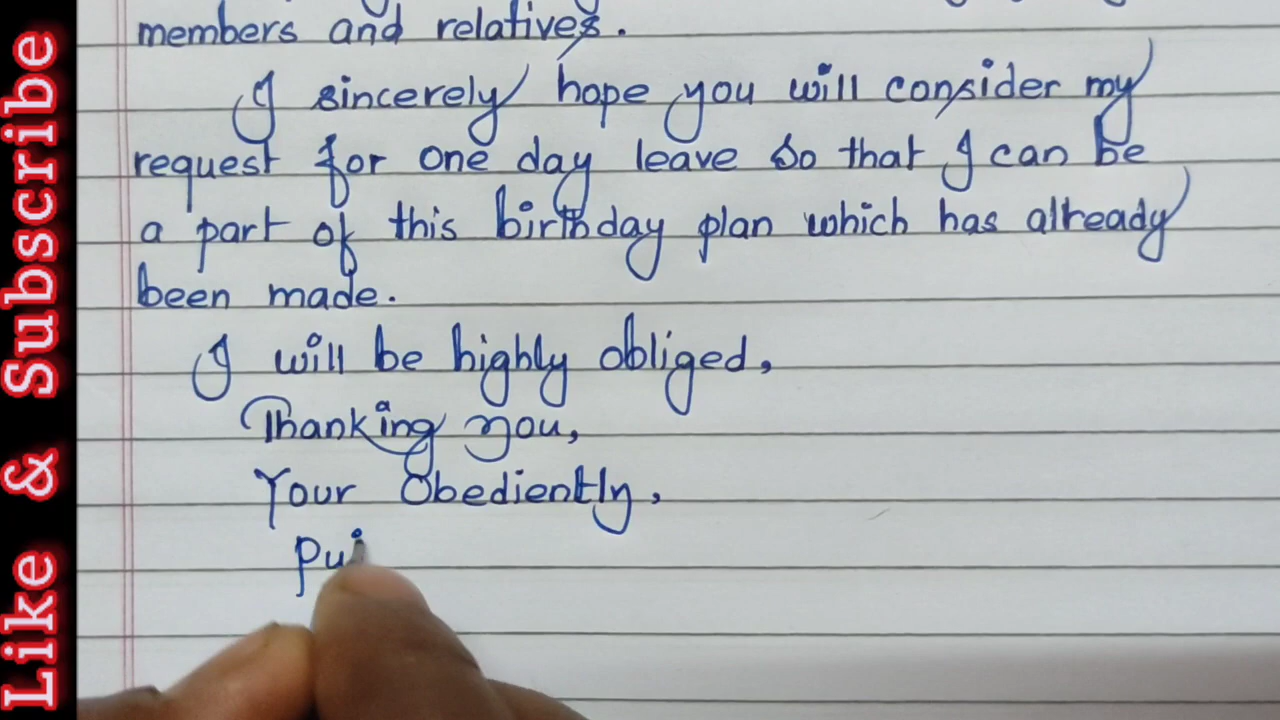 members and relatives.
I sincerely hope you will consider my
request for one day leave so that I can be
a part of this birthday plan which has already
been made.
I will be highly obliged,
Thanking you,
Your Obediently,
Like & Subscribe